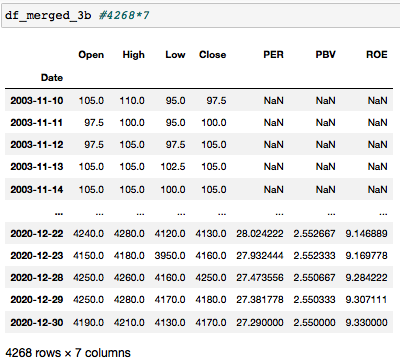 df_merged_3b #4268*7
Open High Low Close PER PBV ROE
Date
2003-11-10 105.0 110.0 95.0 97.5 NaN NaN NaN
2003-11-11 97.5 100.0 95.0 100.0 NaN NaN NaN
2003-11-12 97.5 105.0 97.5 105.0 NaN NaN NaN
2003-11-13 105.0 105.0 102.5 105.0 NaN NaN NaN
2003-11-14 105.0 105.0 100.0 105.0 NaN NaN NaN
... ... ... ... ... ... ... ...
2020-12-22 4240.0 4280.0 4120.0 4130.0 28.024222 2.552667 9.146889
2020-12-23 4150.0 4180.0 3950.0 4160.0 27.932444 2.552333 9.169778
2020-12-28 4250.0 4260.0 4160.0 4250.0 27.473556 2.550667 9.284222
2020-12-29 4250.0 4280.0 4170.0 4180.0 27.381778 2.550333 9.307111
2020-12-30 4190.0 4210.0 4130.0 4170.0 27.290000 2.550000 9.330000
4268 rows × 7 columns